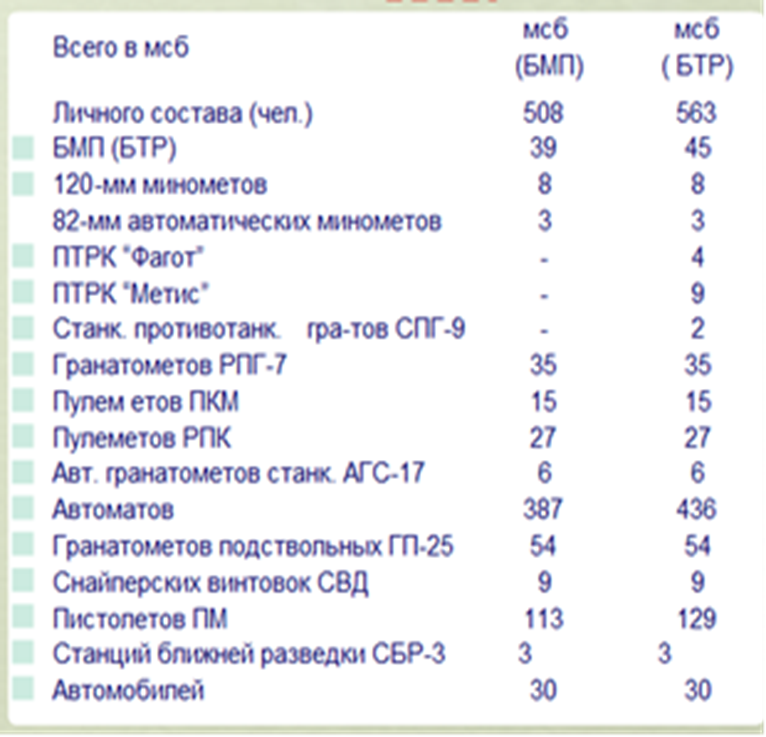 Всего в мсб мсб (БМП) мсб ( БТР)
Личного состава (чел.) 508 563
БМП (БТР) 39 45
120-мм минометов 8 8
82-мм автоматических минометов 3 3
ПТРК "Фагот" - 4
ПТРК "Метис" - 9
Станк. противотанк. гра-тов СПГ-9 - 2
Гранатометов РПГ-7 35 35
Пулем етов ПКМ 15 15
Пулеметов РПК 27 27
Авт. гранатометов станк. АГС-17 6 6
Автоматов 387 436
Гранатометов подствольных ГП-25 54 54
Снайперских винтовок СВД 9 9
Пистолетов ПМ 113 129
Станций ближней разведки СБР-3 3 3
Автомобилей 30 30